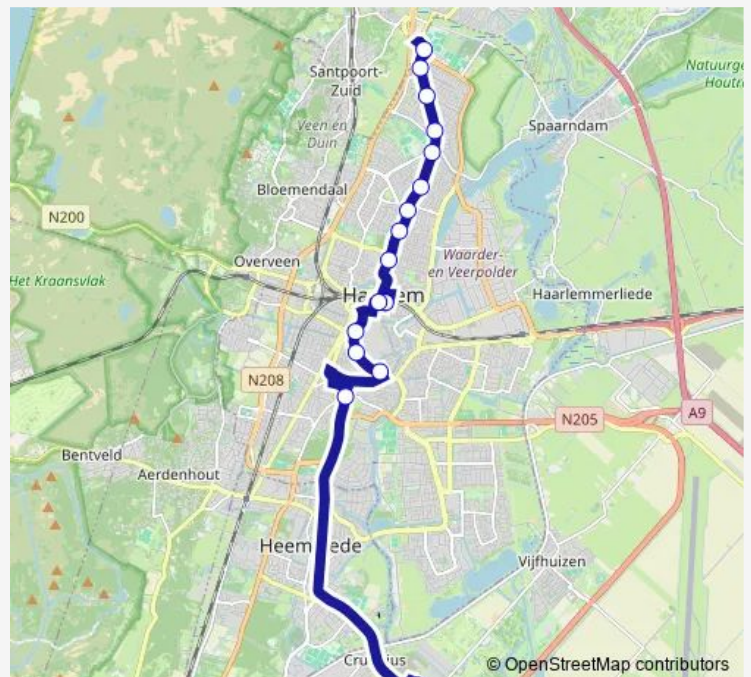 Natuurge
Houtra
Santpoort-
Zuid
Veen en
Duin
Spaarndam
Bloemendaal
N200
Waarder-
en Veerpolder
Overveen
Het Kraansvlak
Haarlemmerliede
N208
N205
A9
Bentveld
Aerdenhout
Vijfhuizen
© OpenStreetMap contributors